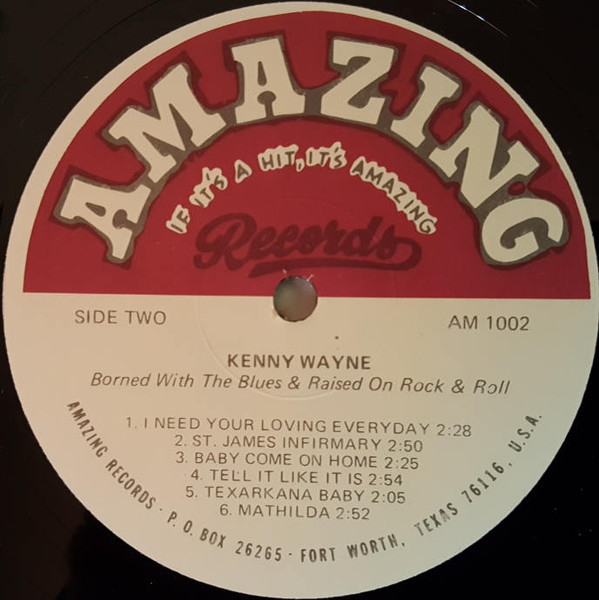 AMAZING
IF IT'S A HIT, IT'S AMAZING
Records
SIDE TWO
AM 1002
KENNY WAYNE
Borned With The Blues & Raised On Rock & Roll
1. I NEED YOUR LOVING EVERYDAY 2:28
2. ST. JAMES INFIRMARY 2:50
3. BABY COME ON HOME 2:25
4. TELL IT LIKE IT IS 2:54
5. TEXARKANA BABY 2:05
6. MATHILDA 2:52
AMAZING RECORDS · P. O. BOX 26265 · FORT WORTH, TEXAS 76116, U.S.A.